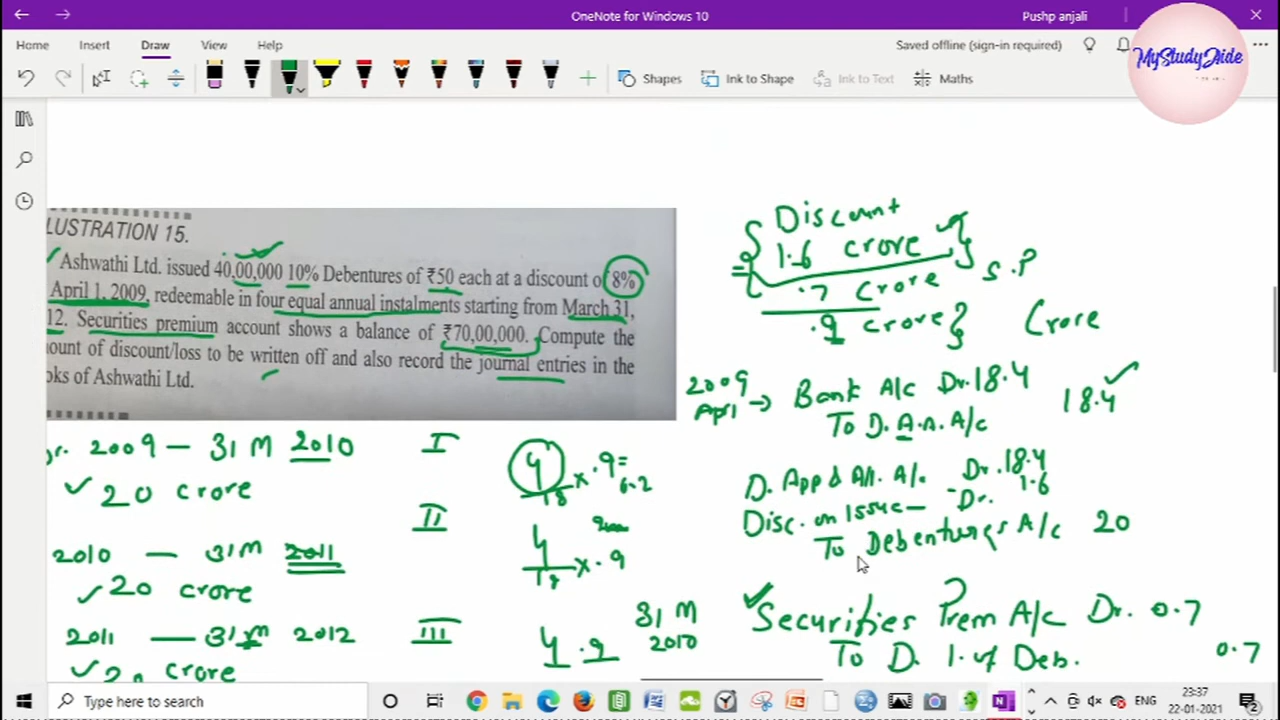 OneNote for Windows 10
Pushp anjali
Home Insert Draw View Help
Saved offline (sign-in required)
MyStudyAide
Shapes Ink to Shape Ink to Text Maths
LUSTRATION 15.
Ashwathi Ltd. issued 40,00,000 10% Debentures of ₹50 each at a discount o 8%
April 1, 2009, redeemable in four equal annual instalments starting from March 31,
12. Securities premium account shows a balance of ₹70,00,000. Compute the
ount of discount/loss to be written off and also record the journal entries in the
oks of Ashwathi Ltd.
Discount
1.6 crore
.7 crore
S.P
.9 crore
Crore
2009
April → Bank A/c Dr. 18.4
18.4
To D. A. A. A/c
D. App & All. A/c. Dr. 18.4
Disc. on Issue — Dr. 1.6
To Debentures A/c 20
Securities Prem A/c Dr. 0.7
To D. I. of Deb. 0.7
r. 2009 — 31 M 2010 I
20 crore
II
2010 — 31 M 2011
20 crore
2011 — 31 M 2012 III
crore
4/18 × .9 =
4/18 × .9
4 .9
31 M
2010
Type here to search
ENG
23:37
22-01-2021
2